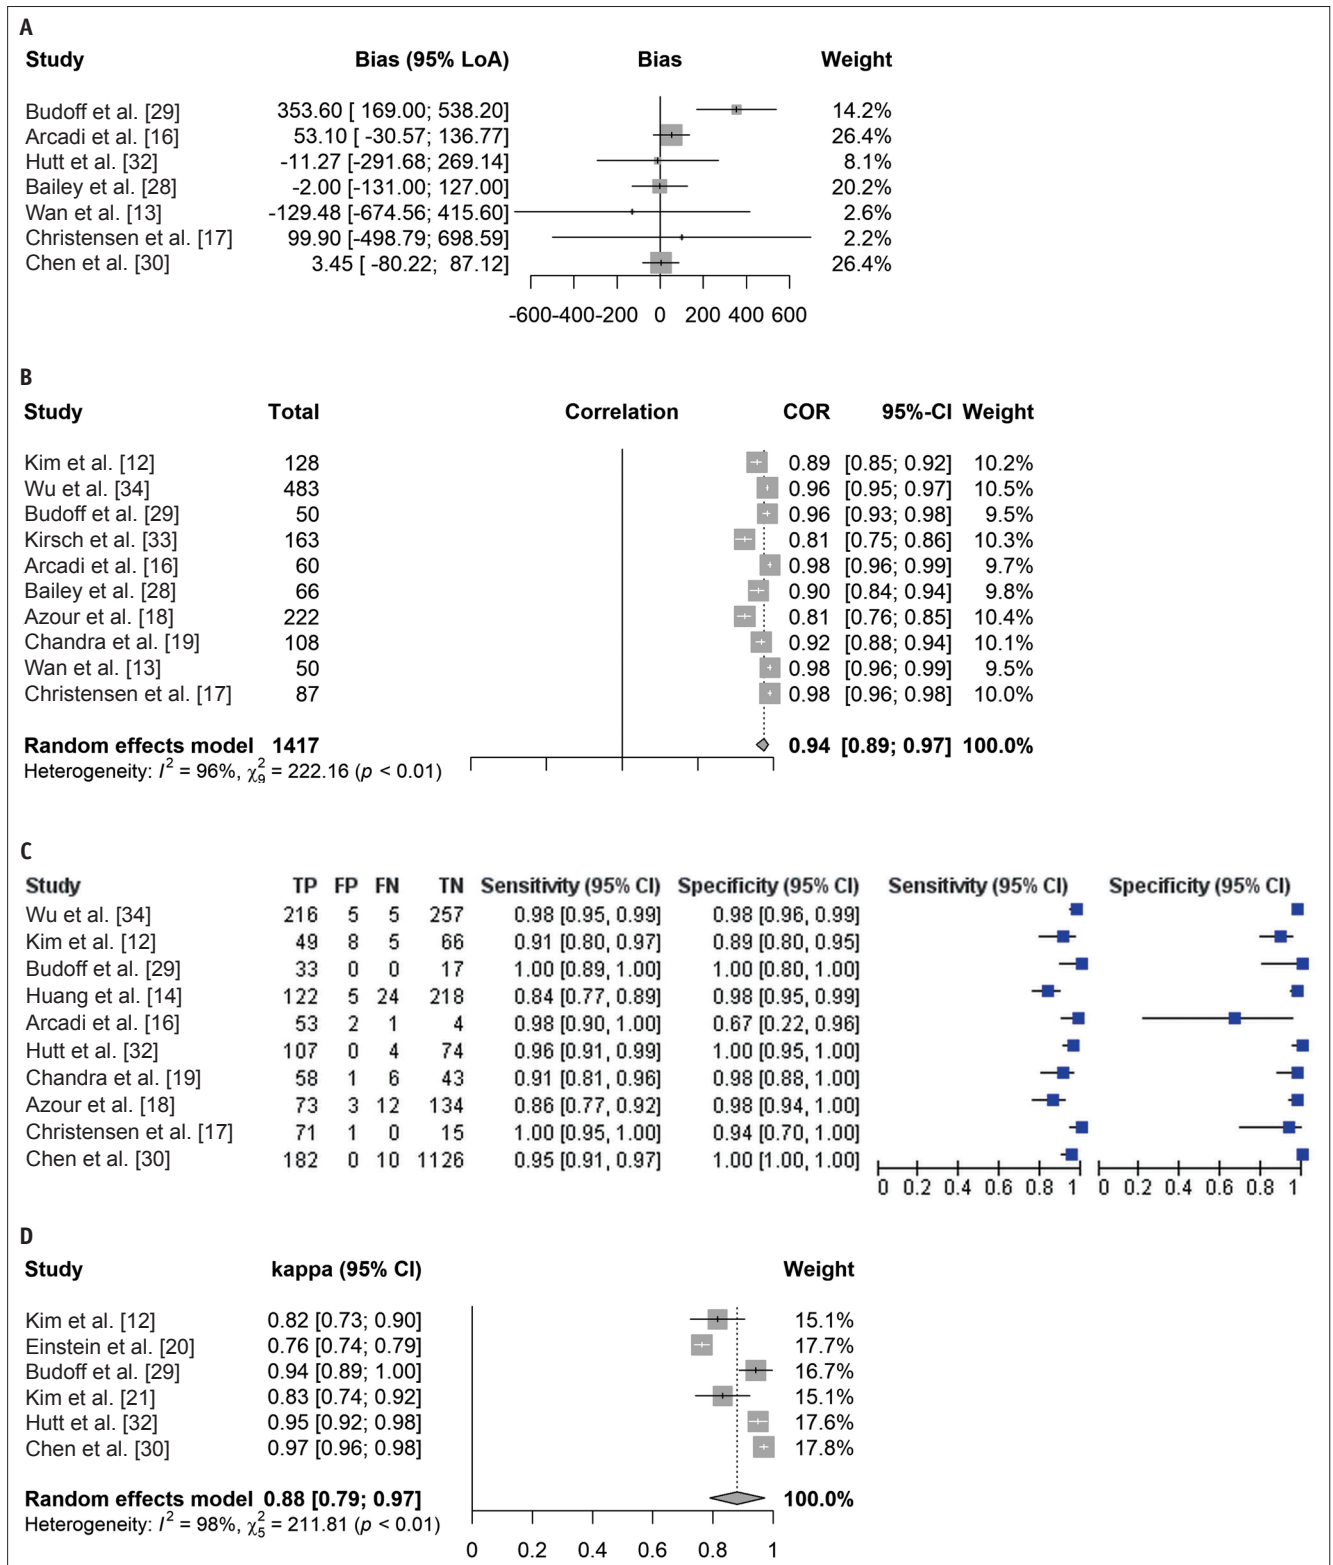 A
Study Bias (95% LoA) Bias Weight
Budoff et al. [29] 353.60 [ 169.00; 538.20] 14.2%
Arcadi et al. [16] 53.10 [ -30.57; 136.77] 26.4%
Hutt et al. [32] -11.27 [-291.68; 269.14] 8.1%
Bailey et al. [28] -2.00 [-131.00; 127.00] 20.2%
Wan et al. [13] -129.48 [-674.56; 415.60] 2.6%
Christensen et al. [17] 99.90 [-498.79; 698.59] 2.2%
Chen et al. [30] 3.45 [ -80.22; 87.12] 26.4%
-600 -400 -200 0 200 400 600
B
Study Total Correlation COR 95%-CI Weight
Kim et al. [12] 128 0.89 [0.85; 0.92] 10.2%
Wu et al. [34] 483 0.96 [0.95; 0.97] 10.5%
Budoff et al. [29] 50 0.96 [0.93; 0.98] 9.5%
Kirsch et al. [33] 163 0.81 [0.75; 0.86] 10.3%
Arcadi et al. [16] 60 0.98 [0.96; 0.99] 9.7%
Bailey et al. [28] 66 0.90 [0.84; 0.94] 9.8%
Azour et al. [18] 222 0.81 [0.76; 0.85] 10.4%
Chandra et al. [19] 108 0.92 [0.88; 0.94] 10.1%
Wan et al. [13] 50 0.98 [0.96; 0.99] 9.5%
Christensen et al. [17] 87 0.98 [0.96; 0.98] 10.0%
Random effects model 1417 0.94 [0.89; 0.97] 100.0%
Heterogeneity: I² = 96%, χ²₉ = 222.16 (p < 0.01)
C
Study TP FP FN TN Sensitivity (95% CI) Specificity (95% CI) Sensitivity (95% CI) Specificity (95% CI)
Wu et al. [34] 216 5 5 257 0.98 [0.95, 0.99] 0.98 [0.96, 0.99]
Kim et al. [12] 49 8 5 66 0.91 [0.80, 0.97] 0.89 [0.80, 0.95]
Budoff et al. [29] 33 0 0 17 1.00 [0.89, 1.00] 1.00 [0.80, 1.00]
Huang et al. [14] 122 5 24 218 0.84 [0.77, 0.89] 0.98 [0.95, 0.99]
Arcadi et al. [16] 53 2 1 4 0.98 [0.90, 1.00] 0.67 [0.22, 0.96]
Hutt et al. [32] 107 0 4 74 0.96 [0.91, 0.99] 1.00 [0.95, 1.00]
Chandra et al. [19] 58 1 6 43 0.91 [0.81, 0.96] 0.98 [0.88, 1.00]
Azour et al. [18] 73 3 12 134 0.86 [0.77, 0.92] 0.98 [0.94, 1.00]
Christensen et al. [17] 71 1 0 15 1.00 [0.95, 1.00] 0.94 [0.70, 1.00]
Chen et al. [30] 182 0 10 1126 0.95 [0.91, 0.97] 1.00 [1.00, 1.00]
0 0.2 0.4 0.6 0.8 1 0 0.2 0.4 0.6 0.8 1
D
Study kappa (95% CI) Weight
Kim et al. [12] 0.82 [0.73; 0.90] 15.1%
Einstein et al. [20] 0.76 [0.74; 0.79] 17.7%
Budoff et al. [29] 0.94 [0.89; 1.00] 16.7%
Kim et al. [21] 0.83 [0.74; 0.92] 15.1%
Hutt et al. [32] 0.95 [0.92; 0.98] 17.6%
Chen et al. [30] 0.97 [0.96; 0.98] 17.8%
Random effects model 0.88 [0.79; 0.97] 100.0%
Heterogeneity: I² = 98%, χ²₅ = 211.81 (p < 0.01)
0 0.2 0.4 0.6 0.8 1